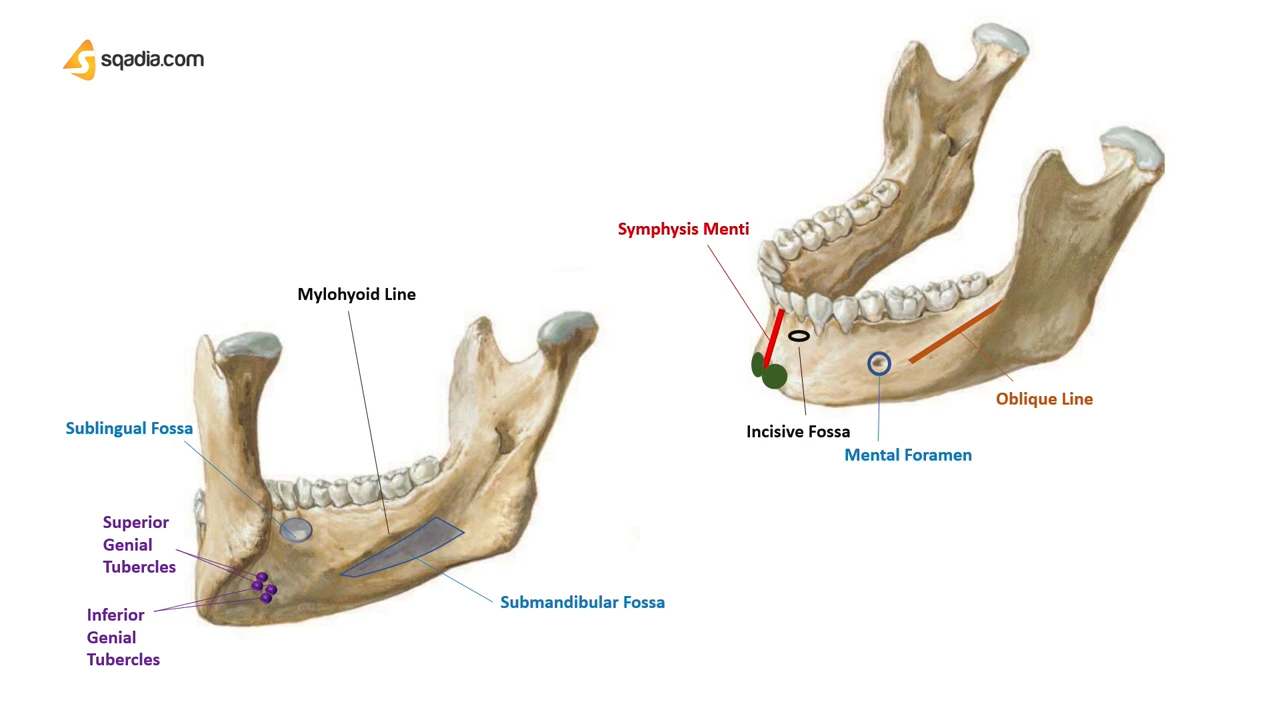 sqadia.com
Symphysis Menti
Mylohyoid Line
Oblique Line
Sublingual Fossa
Incisive Fossa
Mental Foramen
Superior
Genial
Tubercles
Submandibular Fossa
Inferior
Genial
Tubercles